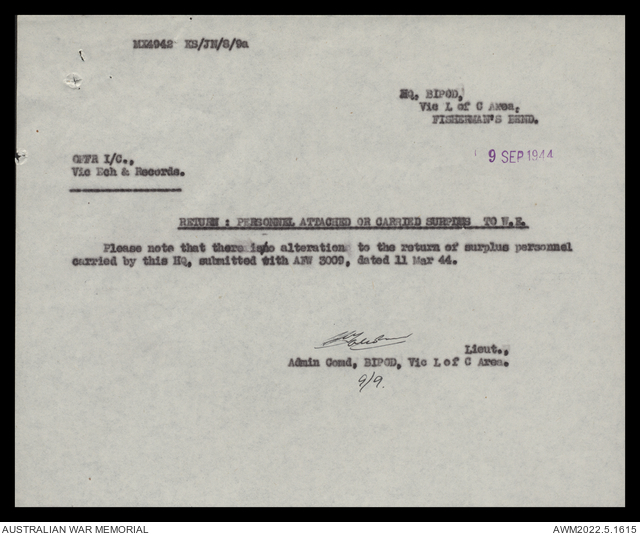 MX4942 ES/JN/8/9a
HQ, BIPOD,
Vic L of C Area,
FISHERMAN'S BEND.
9 SEP 1944
OFFR I/C.,
Vic Ech & Records.
RETURN : PERSONNEL ATTACHED OR CARRIED SURPLUS TO W.E.
Please note that there is no alteration to the return of surplus personnel
carried by this HQ, submitted with AFW 3009, dated 11 Mar 44.
Lieut.,
Admin Comd, BIPOD, Vic L of C Area.
9/9.
AUSTRALIAN WAR MEMORIAL
AWM2022.5.1615